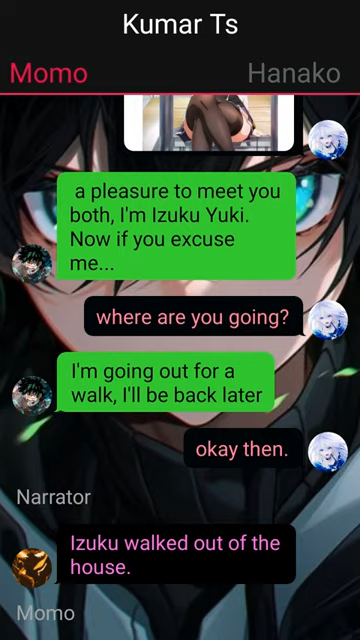 Kumar Ts
Momo
Hanako
a pleasure to meet you
both, I'm Izuku Yuki.
Now if you excuse
me...
where are you going?
I'm going out for a
walk, I'll be back later
okay then.
Narrator
Izuku walked out of the
house.
Momo